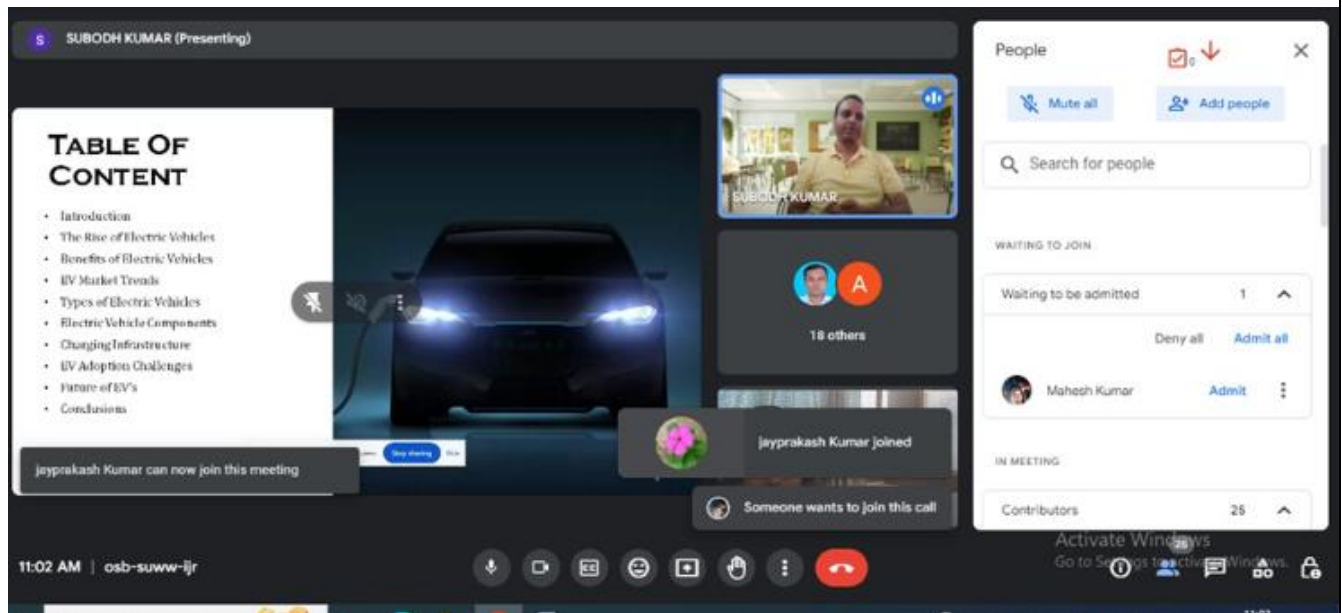 S SUBODH KUMAR (Presenting)
TABLE OF
CONTENT
• Introduction
• The Rise of Electric Vehicles
• Benefits of Electric Vehicles
• EV Market Trends
• Types of Electric Vehicles
• Electric Vehicle Components
• Charging Infrastructure
• EV Adoption Challenges
• Future of EV's
• Conclusions
Stop sharing
Hide
jayprakash Kumar can now join this meeting
SUBODH KUMAR
A
18 others
jayprakash Kumar joined
Someone wants to join this call
People
0
Mute all
Add people
Search for people
WAITING TO JOIN
Waiting to be admitted 1
Deny all Admit all
Mahesh Kumar Admit
IN MEETING
Contributors 25
Activate Windows
Go to Settings to activate Windows.
11:02 AM | osb-suww-ijr
CC